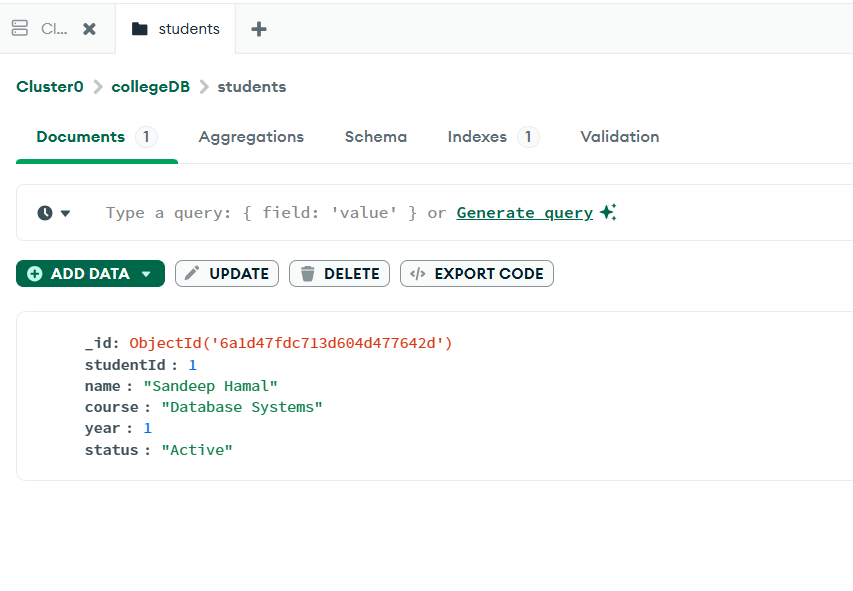 Cl... students
Cluster0 collegeDB students
Documents 1 Aggregations Schema Indexes 1 Validation
Type a query: { field: 'value' } or Generate query
ADD DATA UPDATE DELETE EXPORT CODE
_id: ObjectId('6a1d47fdc713d604d477642d')
studentId : 1
name : "Sandeep Hamal"
course : "Database Systems"
year : 1
status : "Active"